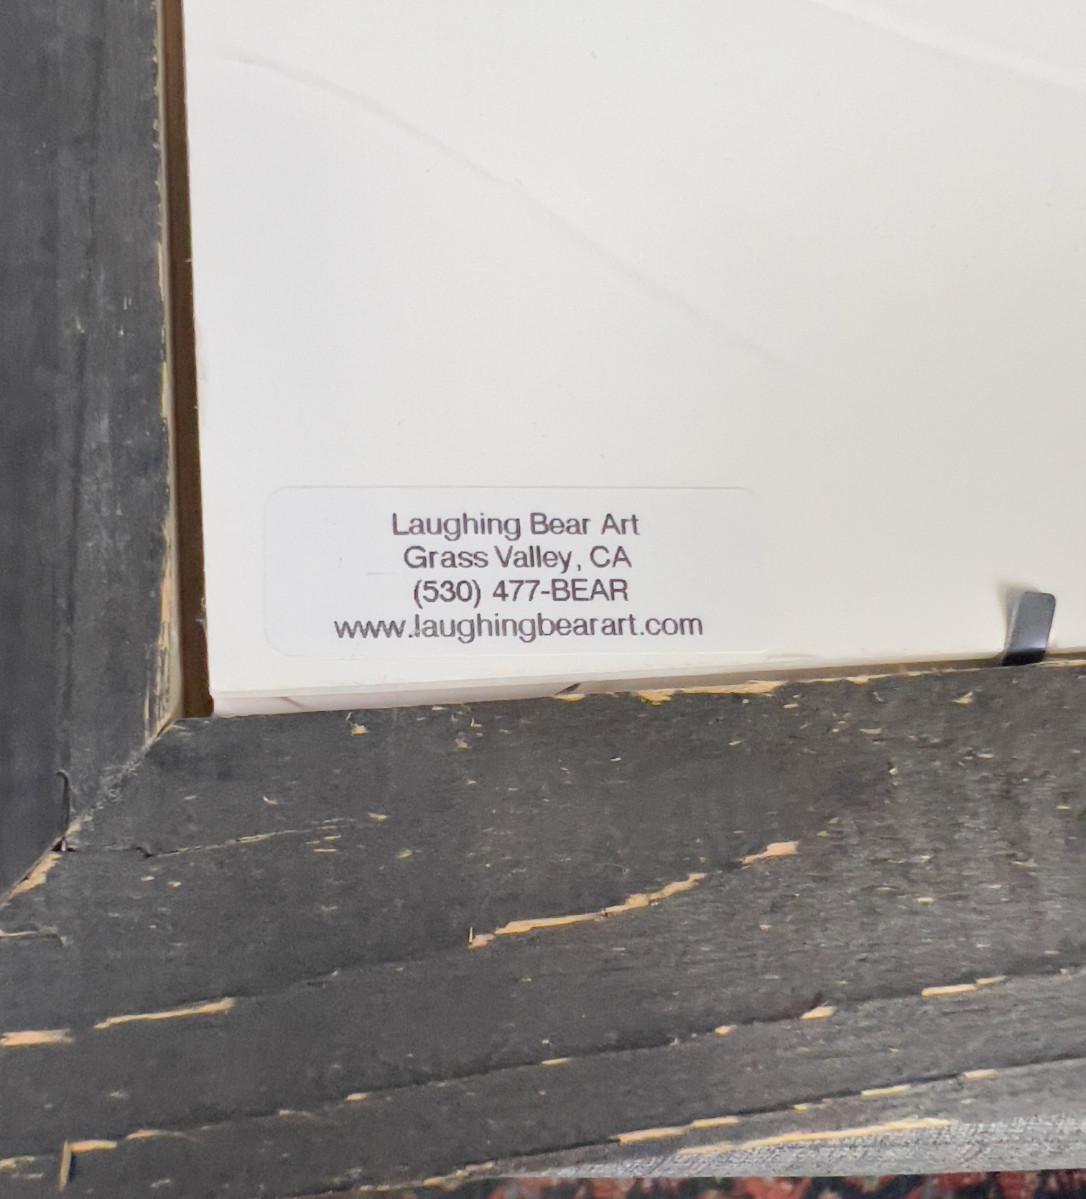 Laughing Bear Art
Grass Valley, CA
(530) 477-BEAR
www.laughingbearart.com